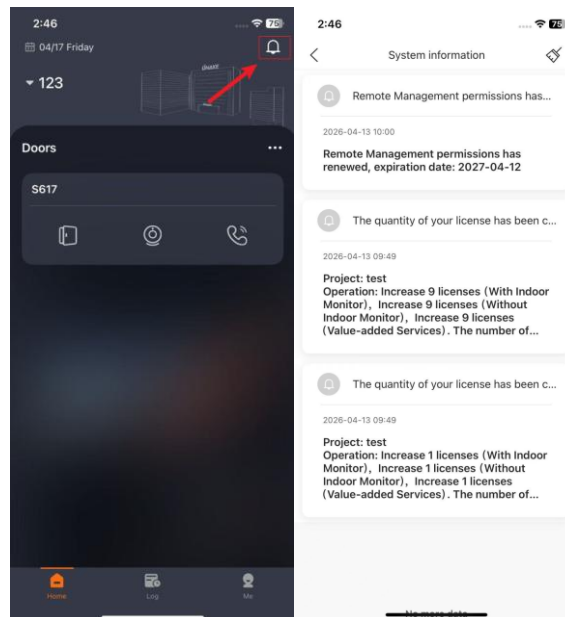 2:46
75
04/17 Friday
123
Doors
•••
S617
Home
Log
Me
2:46
75
System information
Remote Management permissions has...
2026-04-13 10:00
Remote Management permissions has
renewed, expiration date: 2027-04-12
The quantity of your license has been c...
2026-04-13 09:49
Project: test
Operation: Increase 9 licenses (With Indoor
Monitor), Increase 9 licenses (Without
Indoor Monitor), Increase 9 licenses
(Value-added Services). The number of...
The quantity of your license has been c...
2026-04-13 09:49
Project: test
Operation: Increase 1 licenses (With Indoor
Monitor), Increase 1 licenses (Without
Indoor Monitor), Increase 1 licenses
(Value-added Services). The number of...
No more data